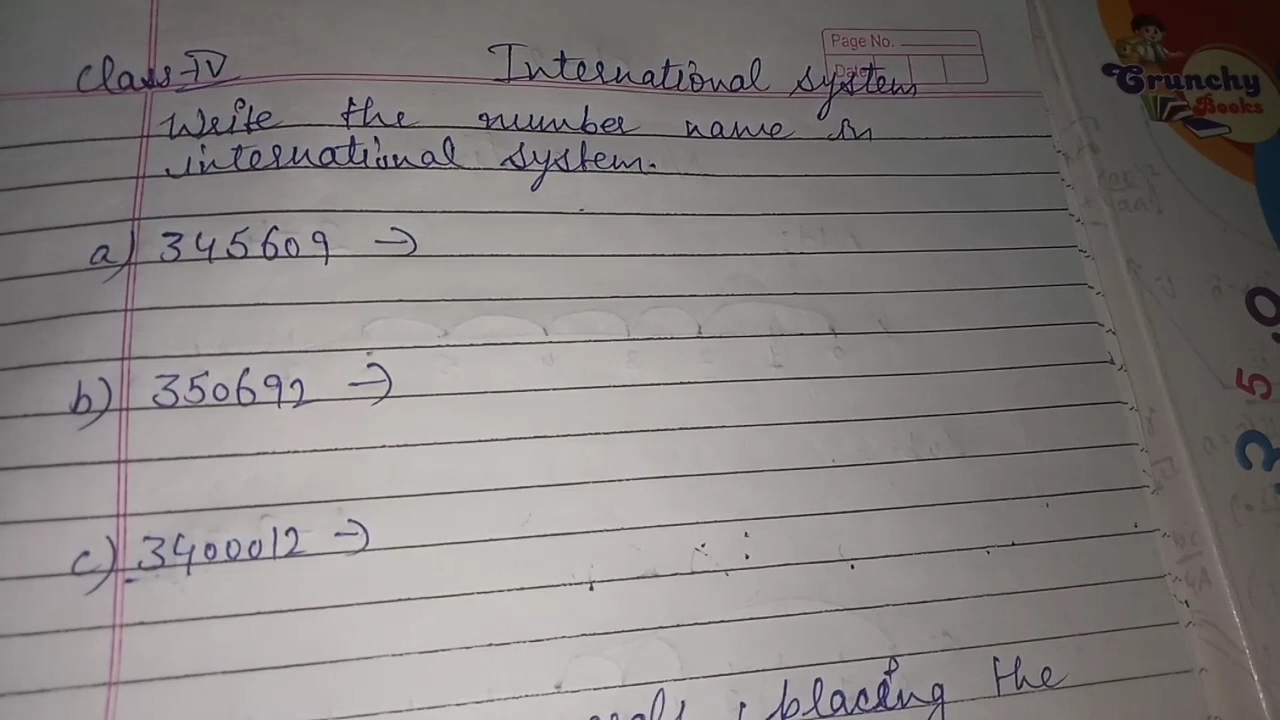 Class-IV
International system
Page No.
Date
Write the number name in
international system.
a) 345609 →
b) 350692 →
c) 3400012 →
placing the
Crunchy
Books